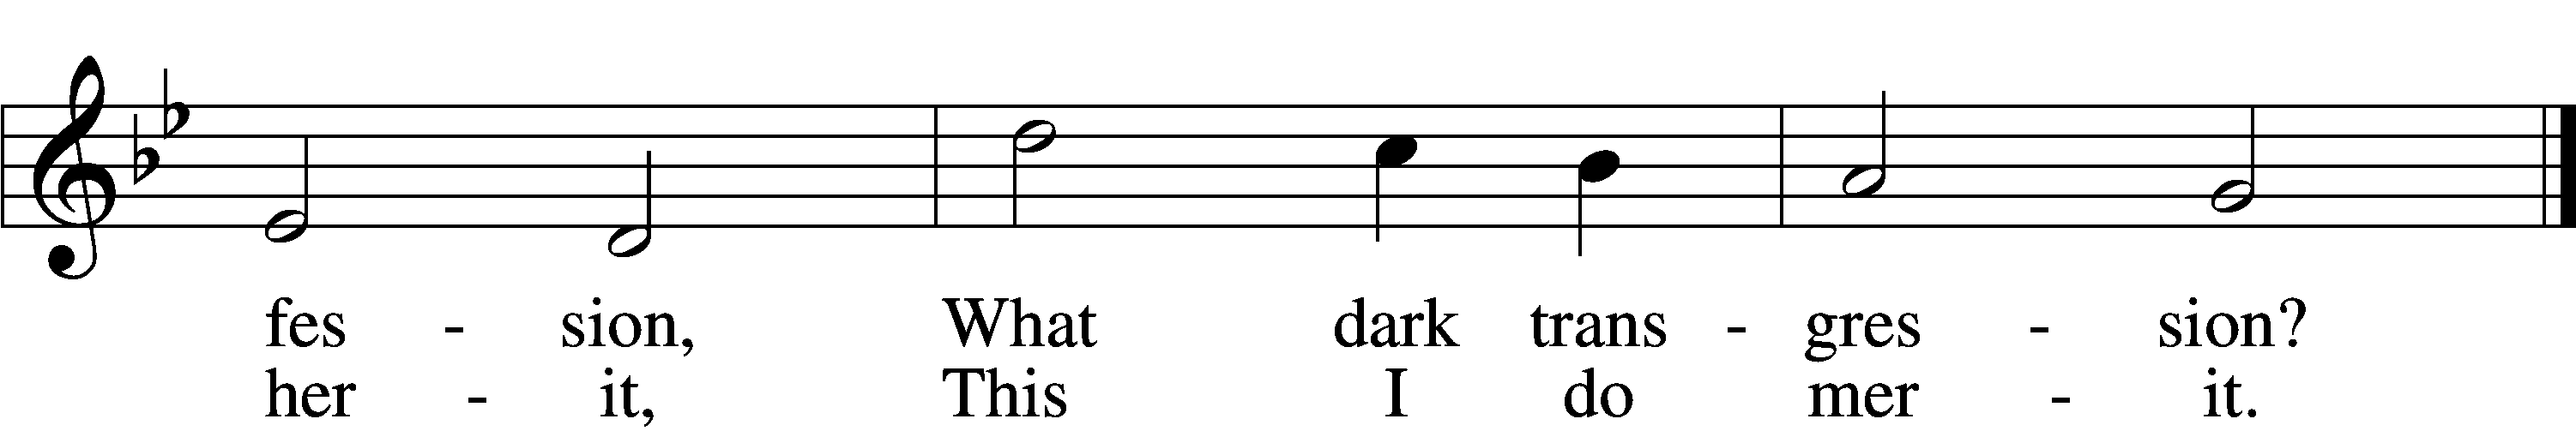 fes - sion, What dark trans - gres - sion?
her - it, This I do mer - it.